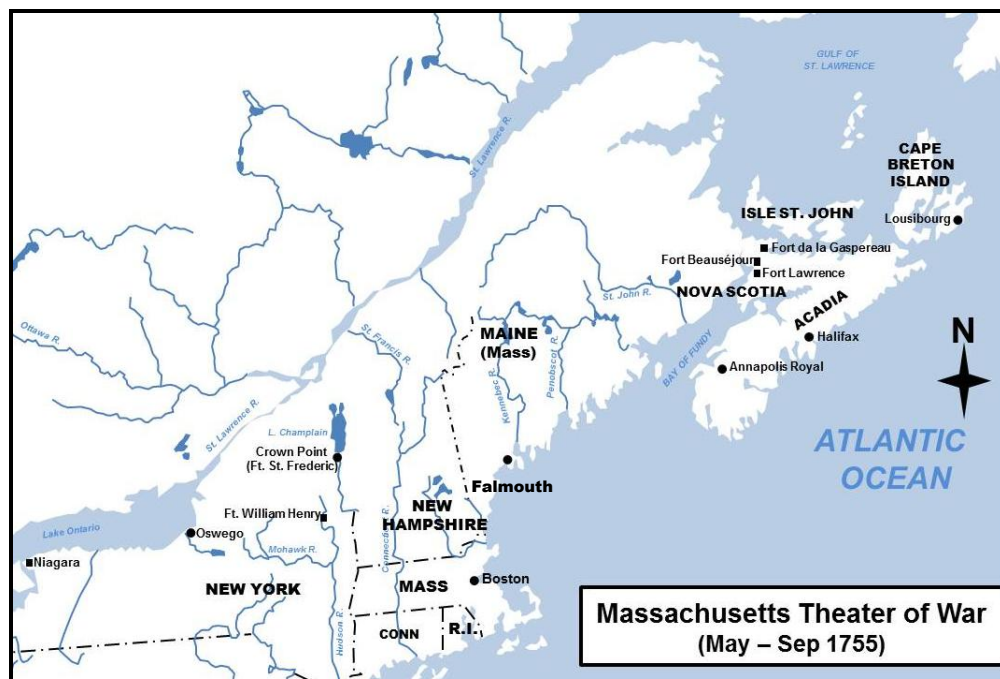 GULF OF
ST. LAWRENCE
CAPE
BRETON
ISLAND
St. Lawrence R.
ISLE ST. JOHN
Lousibourg
Fort da la Gaspereau
Fort Beauséjour
Fort Lawrence
St. John R.
NOVA SCOTIA
ACADIA
Ottawa R.
St. Francis R.
MAINE
(Mass)
Halifax
N
BAY OF FUNDY
Annapolis Royal
Kennebec R.
Penobscot R.
St. Lawrence R.
L. Champlain
Crown Point
(Ft. St. Frederic)
ATLANTIC
OCEAN
Falmouth
Ft. William Henry
NEW
HAMPSHIRE
Connecticut R.
Lake Ontario
Oswego
Mohawk R.
Niagara
NEW YORK
MASS
Boston
Hudson R.
CONN
R.I.
Massachusetts Theater of War
(May – Sep 1755)